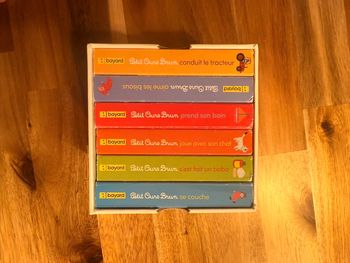 bayard Petit Ours Brun conduit le tracteur
bayard Petit Ours Brun aime les bisous
bayard Petit Ours Brun prend son bain
bayard Petit Ours Brun joue avec son chat
bayard Petit Ours Brun s'est fait un bobo
bayard Petit Ours Brun se couche